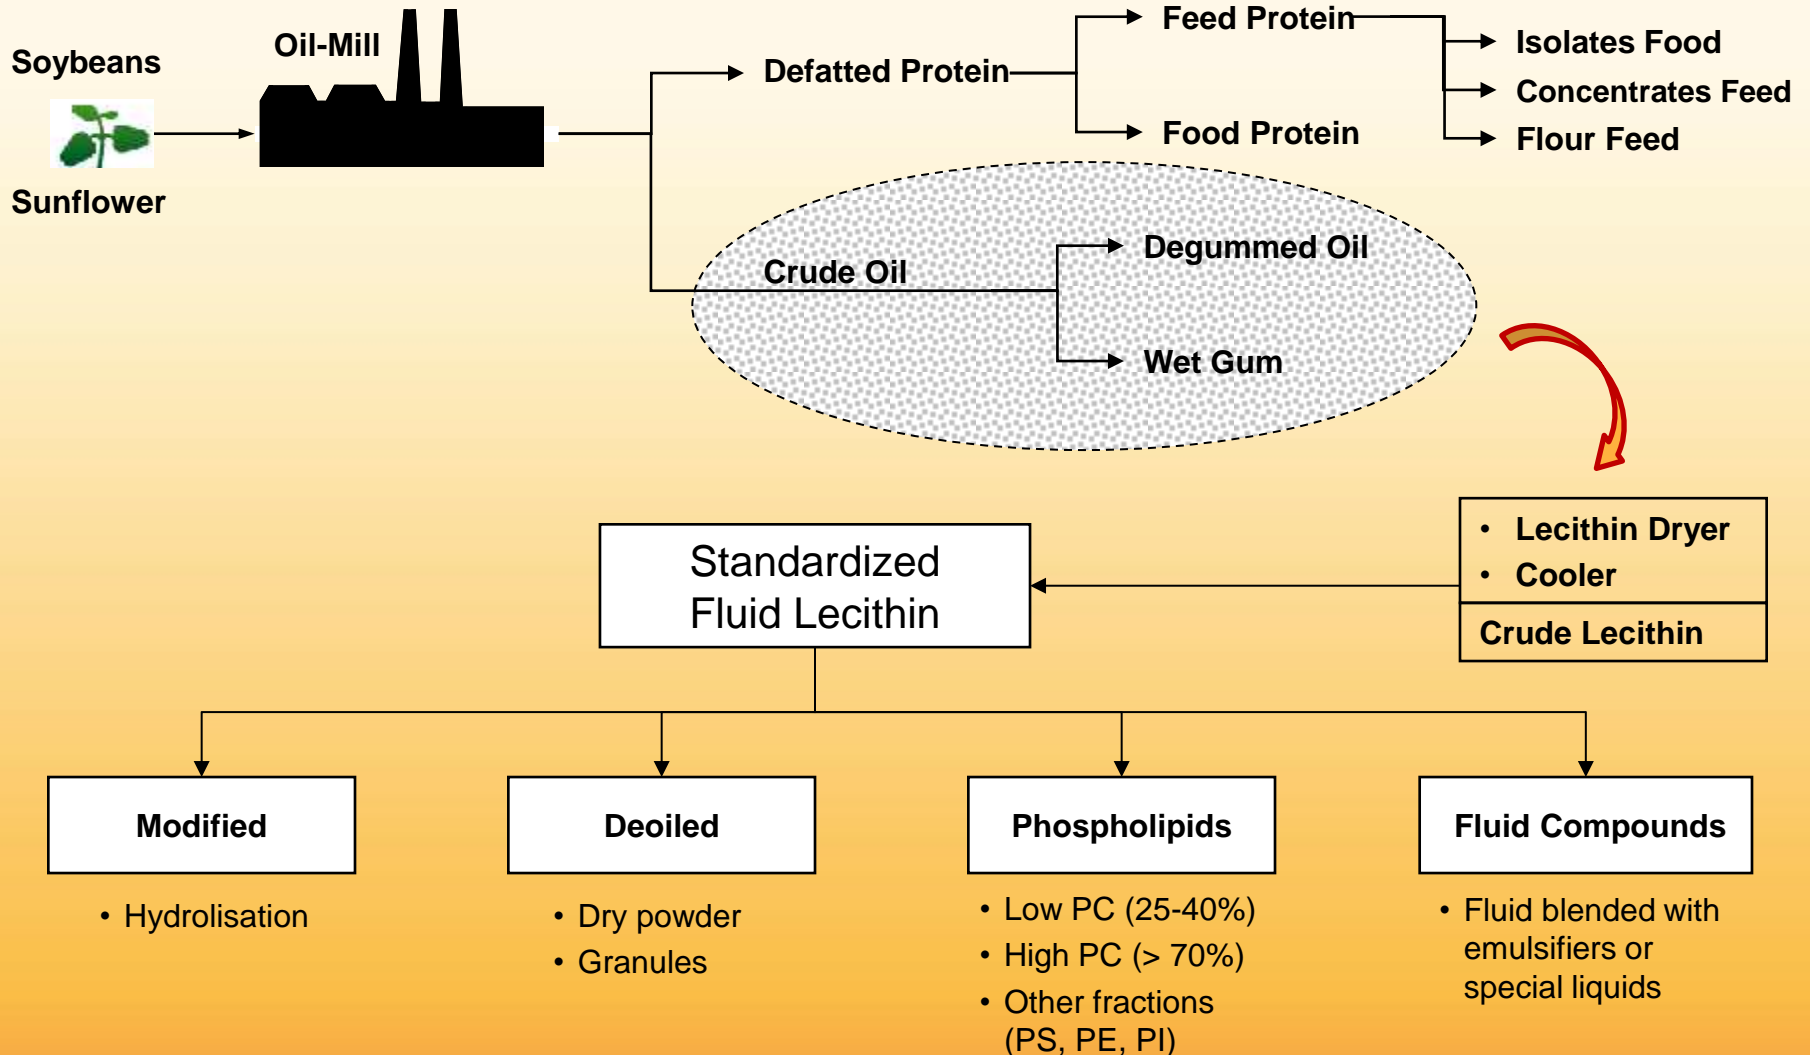 Soybeans
Sunflower
Oil-Mill
Defatted Protein
Feed Protein
Food Protein
Isolates Food
Concentrates Feed
Flour Feed
Crude Oil
Degummed Oil
Wet Gum
• Lecithin Dryer
• Cooler
Crude Lecithin
Standardized
Fluid Lecithin
Modified
• Hydrolisation
Deoiled
• Dry powder
• Granules
Phospholipids
• Low PC (25-40%)
• High PC (> 70%)
• Other fractions
(PS, PE, PI)
Fluid Compounds
• Fluid blended with
emulsifiers or
special liquids